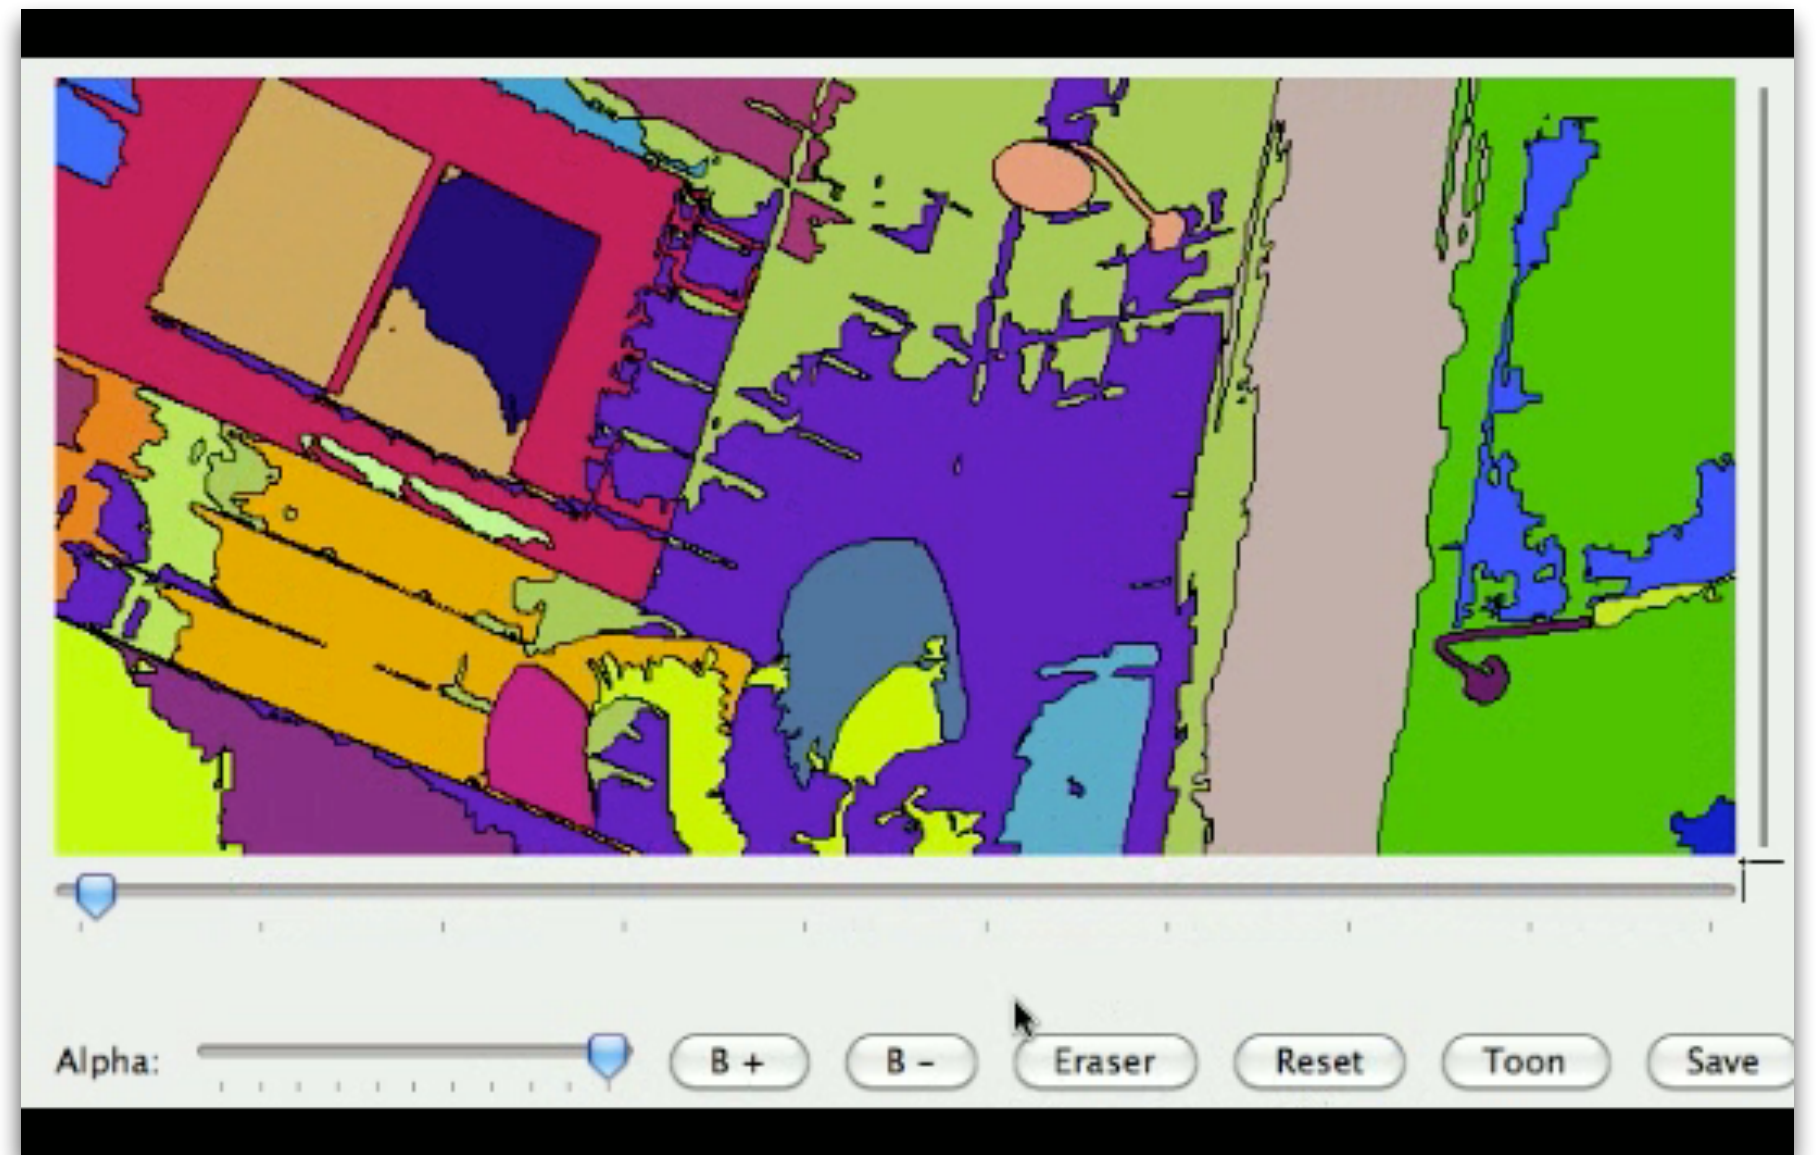 Alpha:
B +
B -
Eraser
Reset
Toon
Save